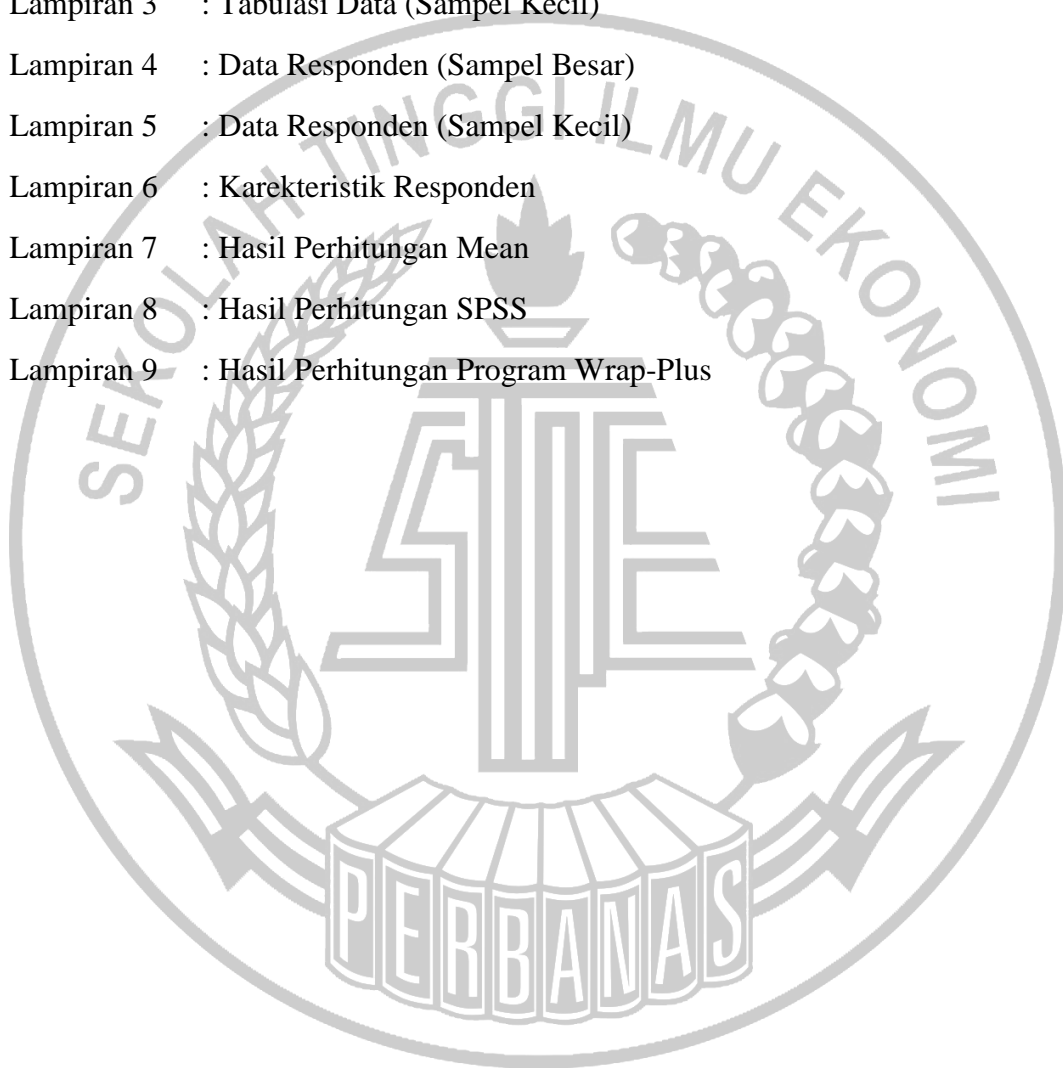 Lampiran 3 : Tabulasi Data (Sampel Kecil)
Lampiran 4 : Data Responden (Sampel Besar)
Lampiran 5 : Data Responden (Sampel Kecil)
Lampiran 6 : Karekteristik Responden
Lampiran 7 : Hasil Perhitungan Mean
Lampiran 8 : Hasil Perhitungan SPSS
Lampiran 9 : Hasil Perhitungan Program Wrap-Plus
SEKOLAH TINGGI ILMU EKONOMI
STIE
PERBANAS